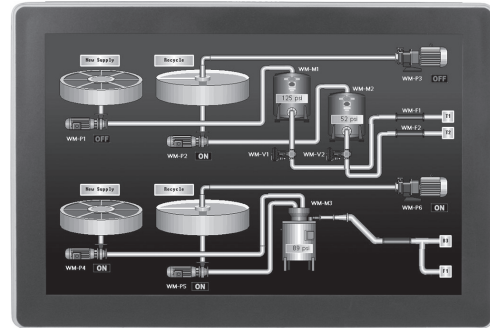 New Supply
Recycle
WM-P3
OFF
WM-M1
125 psi
WM-M2
52 psi
WM-P1
OFF
WM-P2
ON
WM-V1
WM-V2
WM-F1
WM-F2
New Supply
Recycle
WM-M3
89 psi
WM-P6
ON
WM-P4
ON
WM-P5
ON